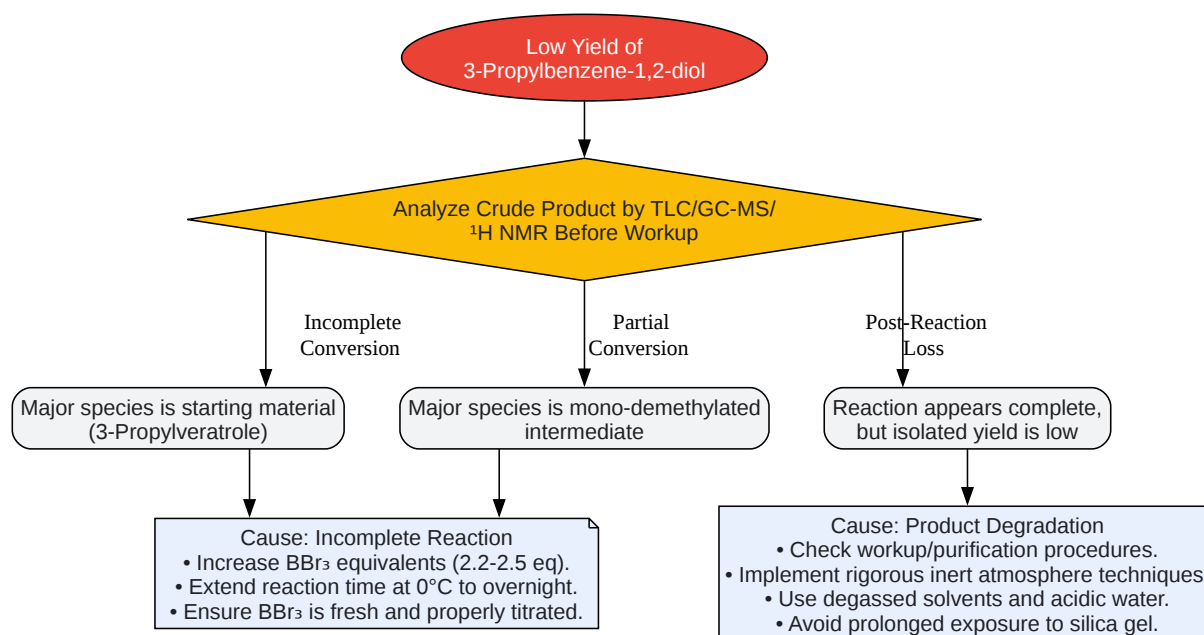 Low Yield of
3-Propylbenzene-1,2-diol
Analyze Crude Product by TLC/GC-MS/
¹H NMR Before Workup
Incomplete
Conversion
Partial
Conversion
Post-Reaction
Loss
Major species is starting material
(3-Propylveratrole)
Major species is mono-demethylated
intermediate
Reaction appears complete,
but isolated yield is low
Cause: Incomplete Reaction
• Increase BBr₃ equivalents (2.2-2.5 eq).
• Extend reaction time at 0°C to overnight.
• Ensure BBr₃ is fresh and properly titrated.
Cause: Product Degradation
• Check workup/purification procedures.
• Implement rigorous inert atmosphere techniques
• Use degassed solvents and acidic water.
• Avoid prolonged exposure to silica gel.